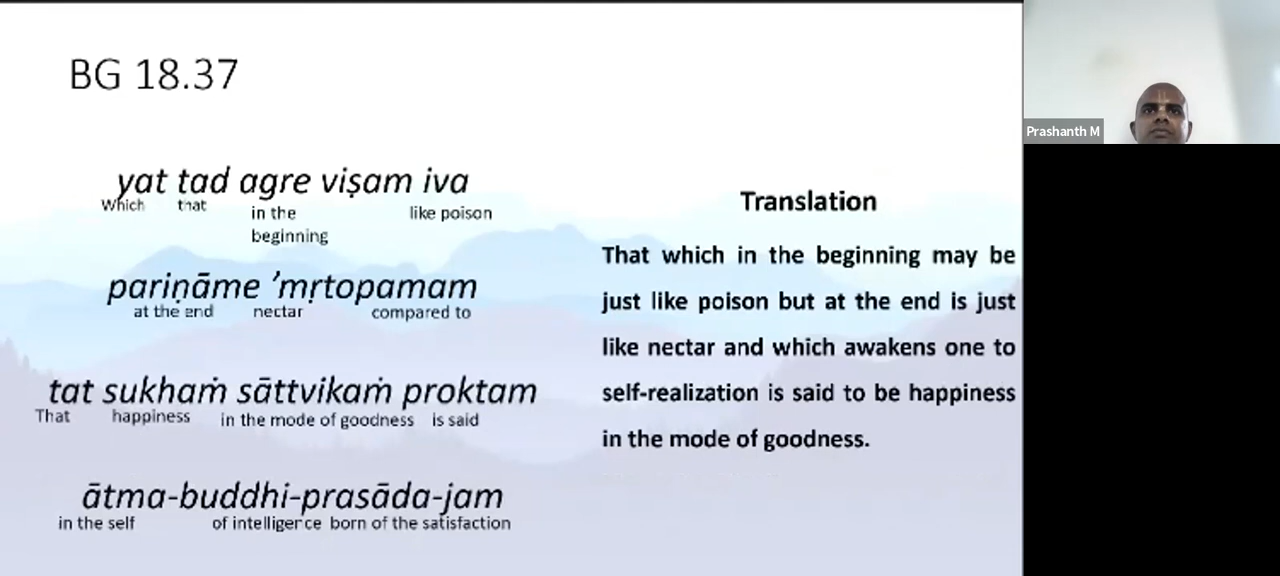 BG 18.37
yat tad agre viṣam iva
Which that in the like poison
beginning
pariṇāme ’mṛtopamam
at the end nectar compared to
tat sukhaṁ sāttvikaṁ proktam
That happiness in the mode of goodness is said
ātma-buddhi-prasāda-jam
in the self of intelligence born of the satisfaction
Translation
That which in the beginning may be
just like poison but at the end is just
like nectar and which awakens one to
self-realization is said to be happiness
in the mode of goodness.
Prashanth M